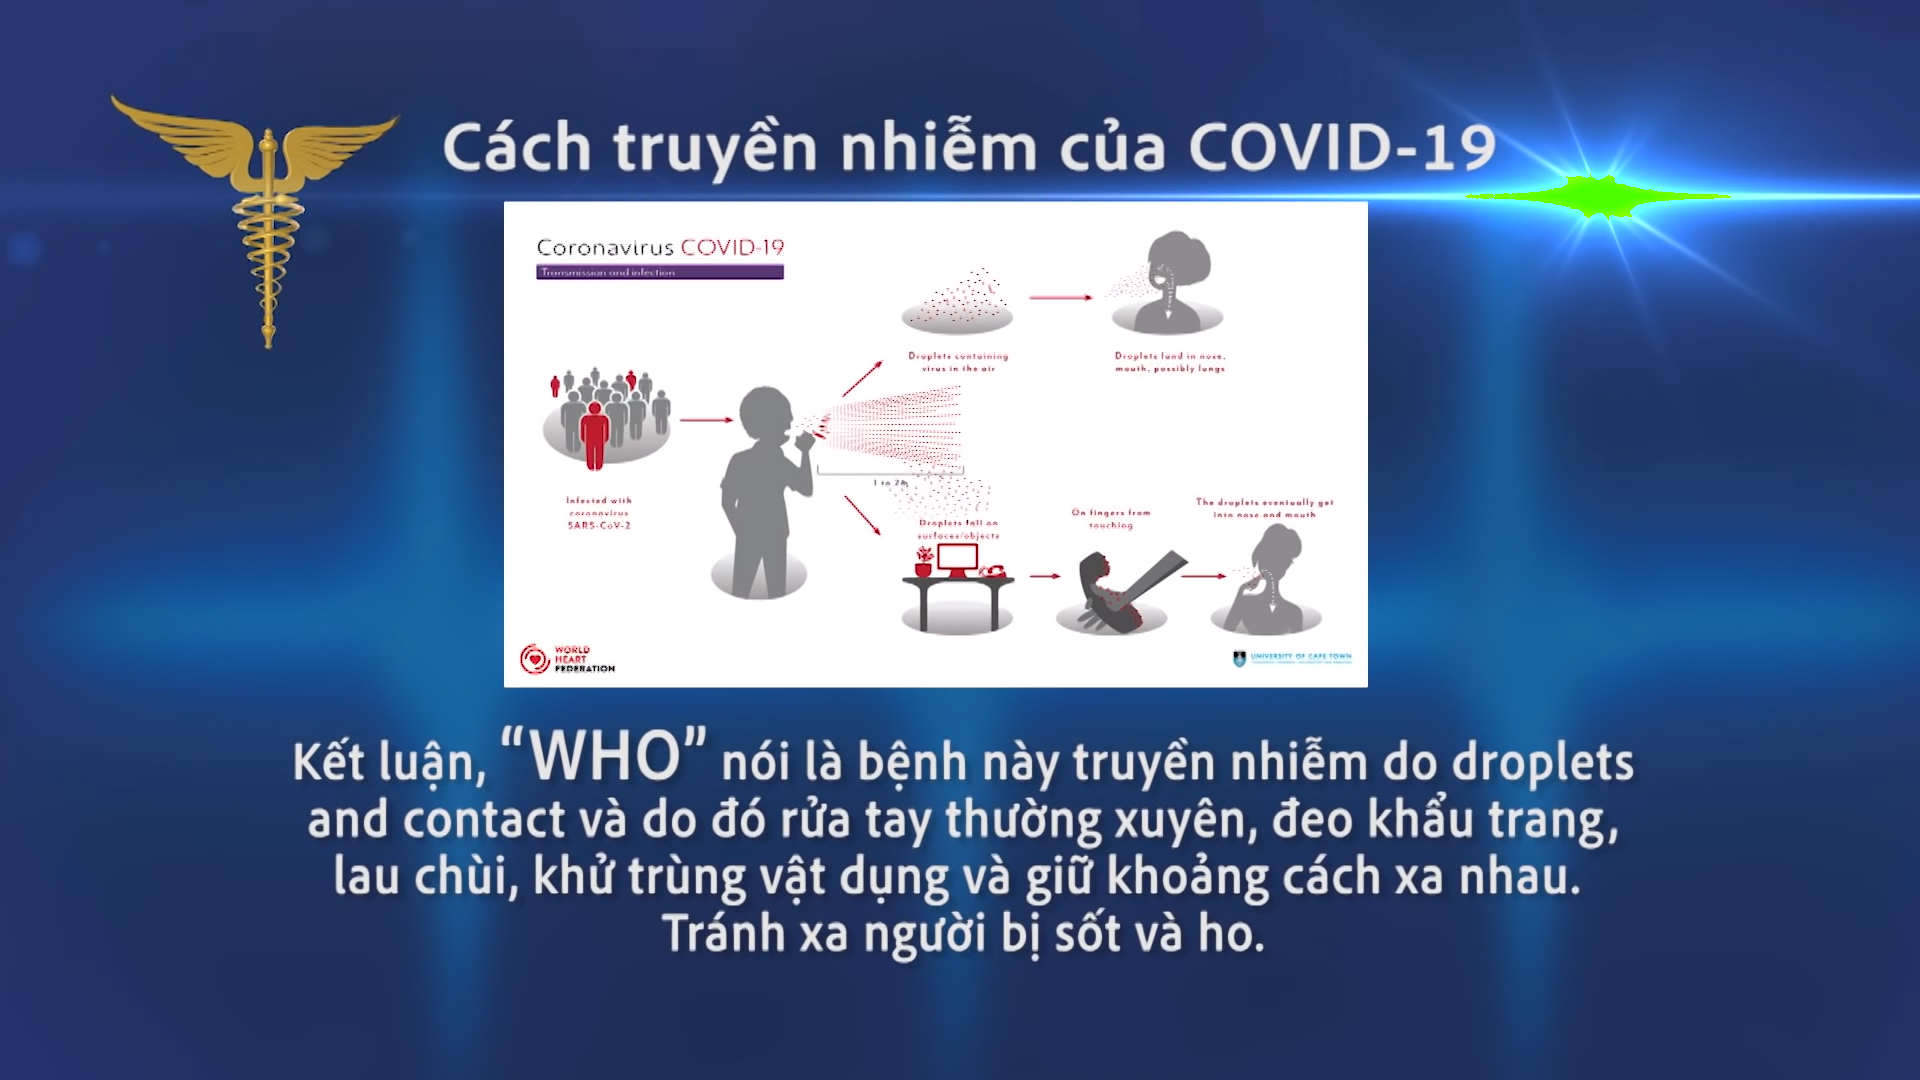 Cách truyền nhiễm của COVID-19
Coronavirus COVID-19
Transmission and infection
Droplets containing
virus in the air
Droplets land in nose,
mouth, possibly lungs
1 to 2m
Infected with
coronavirus
SARS-CoV-2
Droplets fall on
surfaces/objects
On fingers from
touching
The droplets eventually get
into nose and mouth
WORLD
HEART
FEDERATION
UNIVERSITY OF CAPE TOWN
Kết luận, “WHO” nói là bệnh này truyền nhiễm do droplets
and contact và do đó rửa tay thường xuyên, đeo khẩu trang,
lau chùi, khử trùng vật dụng và giữ khoảng cách xa nhau.
Tránh xa người bị sốt và ho.